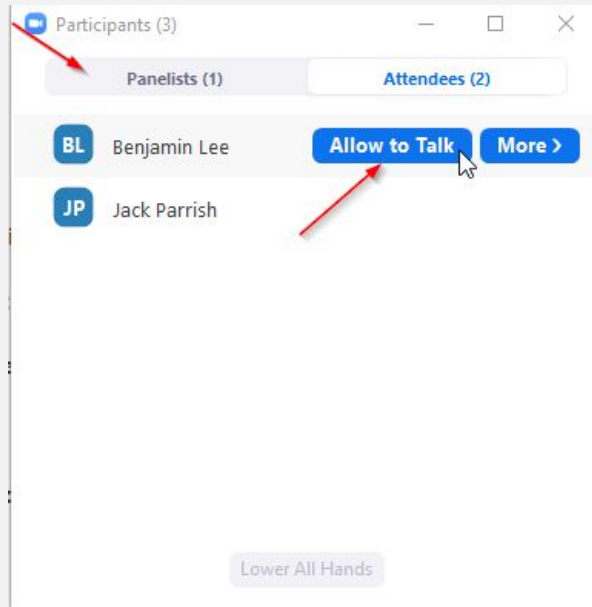 Participants (3)
Panelists (1) Attendees (2)
BL Benjamin Lee Allow to Talk More >
JP Jack Parrish
Lower All Hands